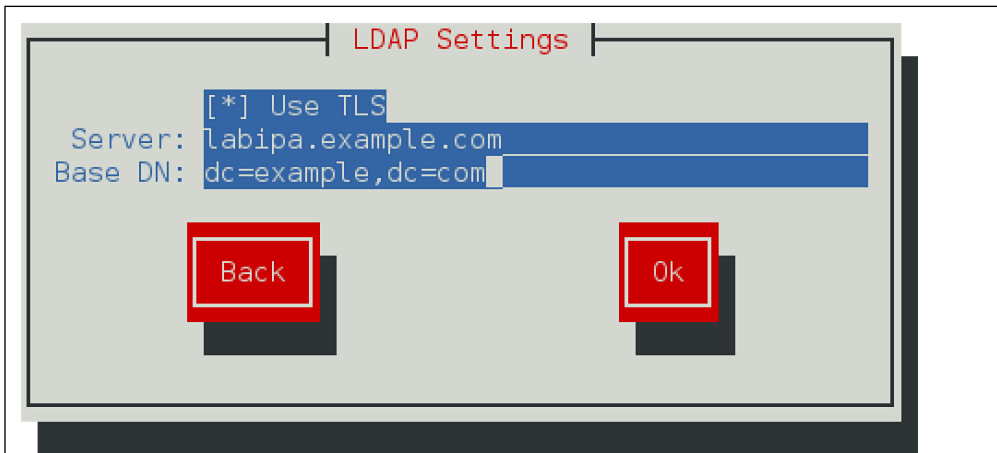 LDAP Settings
[*] Use TLS
Server: labipa.example.com
Base DN: dc=example,dc=com
Back Ok